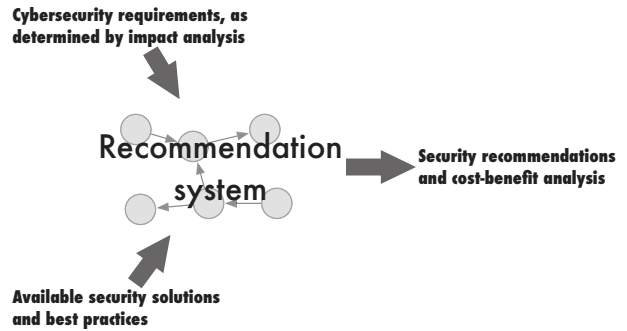 Cybersecurity requirements, as
determined by impact analysis
Recommendation
system
Security recommendations
and cost-benefit analysis
Available security solutions
and best practices